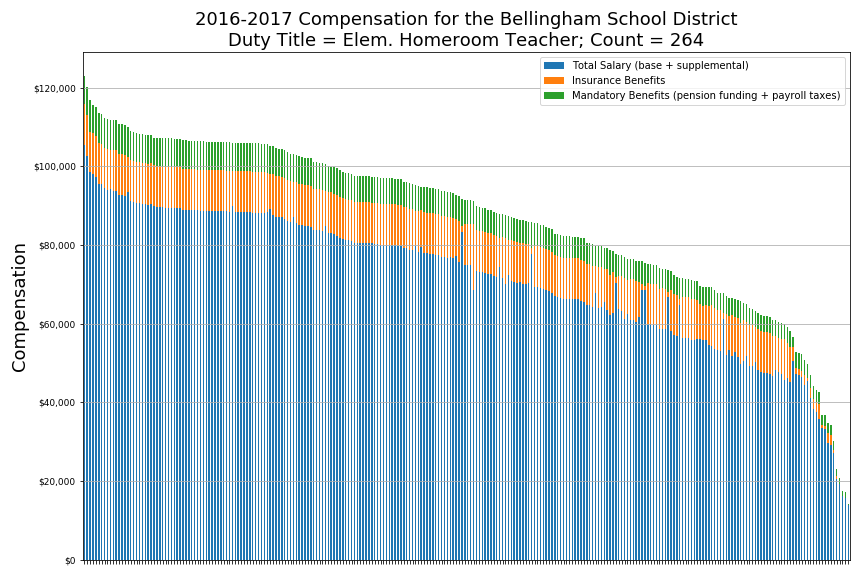 2016-2017 Compensation for the Bellingham School District
Duty Title = Elem. Homeroom Teacher; Count = 264
Total Salary (base + supplemental)
Insurance Benefits
Mandatory Benefits (pension funding + payroll taxes)
Compensation
$120,000
$100,000
$80,000
$60,000
$40,000
$20,000
$0